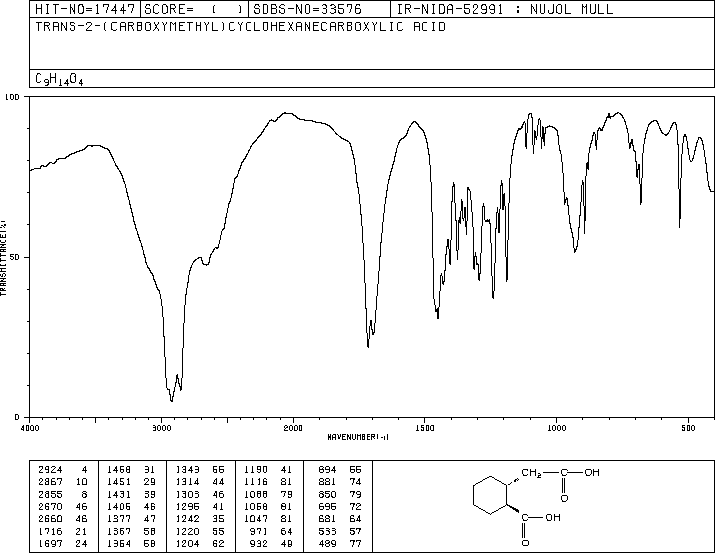 HIT-NO=17447 SCORE= ( ) SDBS-NO=33576 IR-NIDA-52991 : NUJOL MULL
TRANS-2-(CARBOXYMETHYL)CYCLOHEXANECARBOXYLIC ACID
C9H14O4
100
50
0
TRANSMITTANCE(%)
4000 3000 2000 1500 1000 500
WAVENUMBER(-1)
2924 4 1468 31 1343 55 1190 41 894 55
2867 10 1451 29 1314 44 1116 81 881 74
2855 8 1431 39 1303 46 1088 79 850 79
2670 46 1406 46 1295 41 1058 81 696 72
2660 46 1377 47 1242 35 1047 81 681 64
1716 21 1367 58 1220 55 971 64 533 57
1697 24 1354 58 1204 62 932 49 489 77
CH2 C OH
O
C OH
O